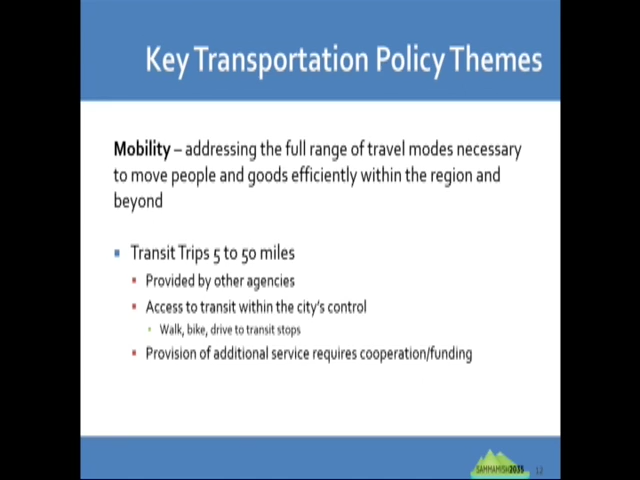 Key Transportation Policy Themes
Mobility – addressing the full range of travel modes necessary
to move people and goods efficiently within the region and
beyond
Transit Trips 5 to 50 miles
Provided by other agencies
Access to transit within the city's control
Walk, bike, drive to transit stops
Provision of additional service requires cooperation/funding
SAMMAMISH2035
12